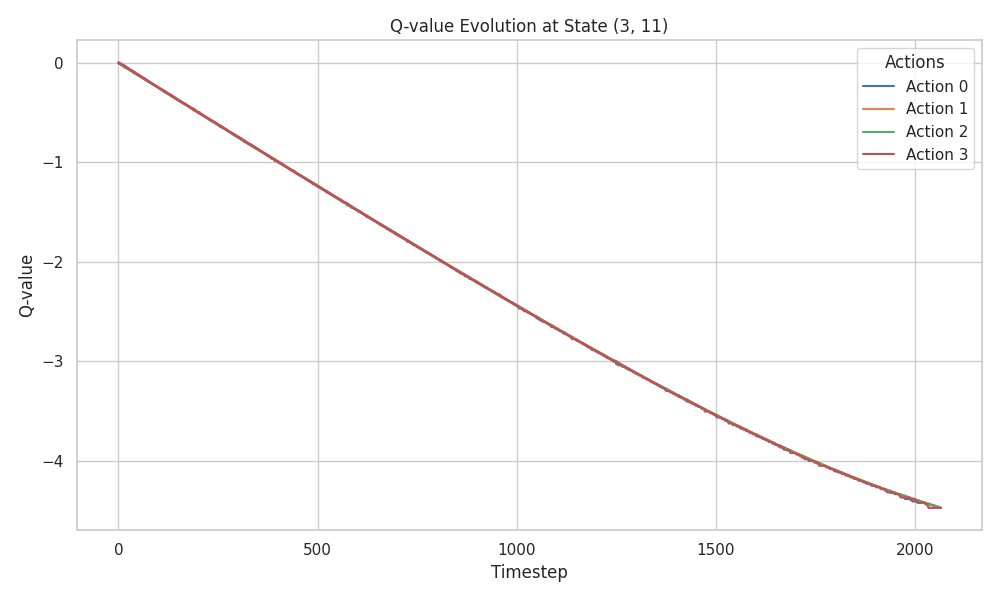 Q-value Evolution at State (3, 11)
Actions
Action 0
Action 1
Action 2
Action 3
Q-value
0
−1
−2
−3
−4
0 500 1000 1500 2000
Timestep